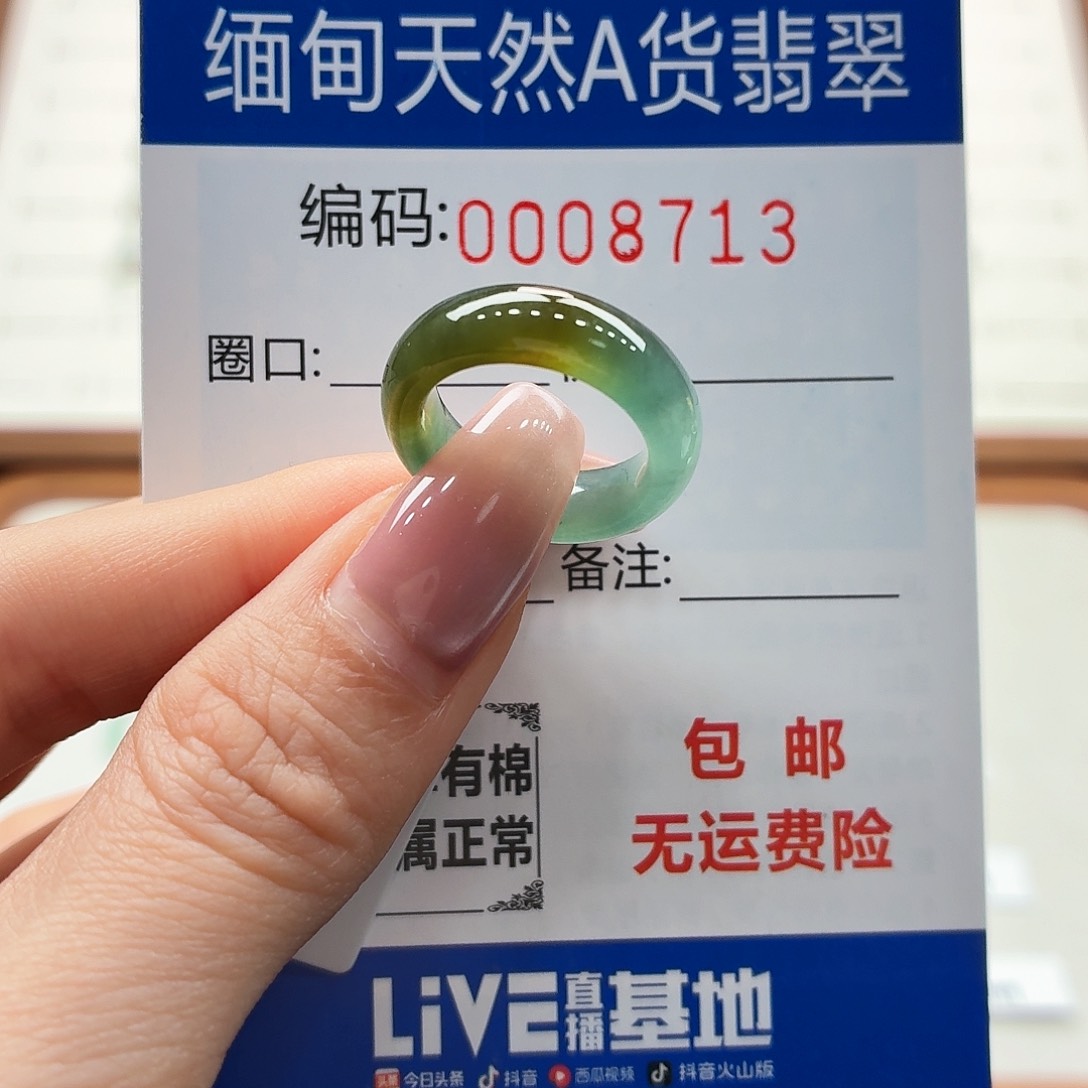 缅甸天然A货翡翠
编码:0008713
圈口:
备注:
有棉
属正常
包 邮
无运费险
LiVE直播基地
头条 今日头条 抖音 西瓜视频 抖音火山版